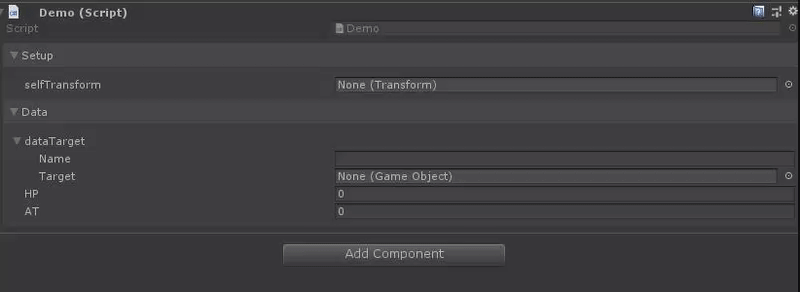 Demo (Script)
Script Demo
Setup
selfTransform None (Transform)
Data
dataTarget
Name
Target None (Game Object)
HP 0
AT 0
Add Component